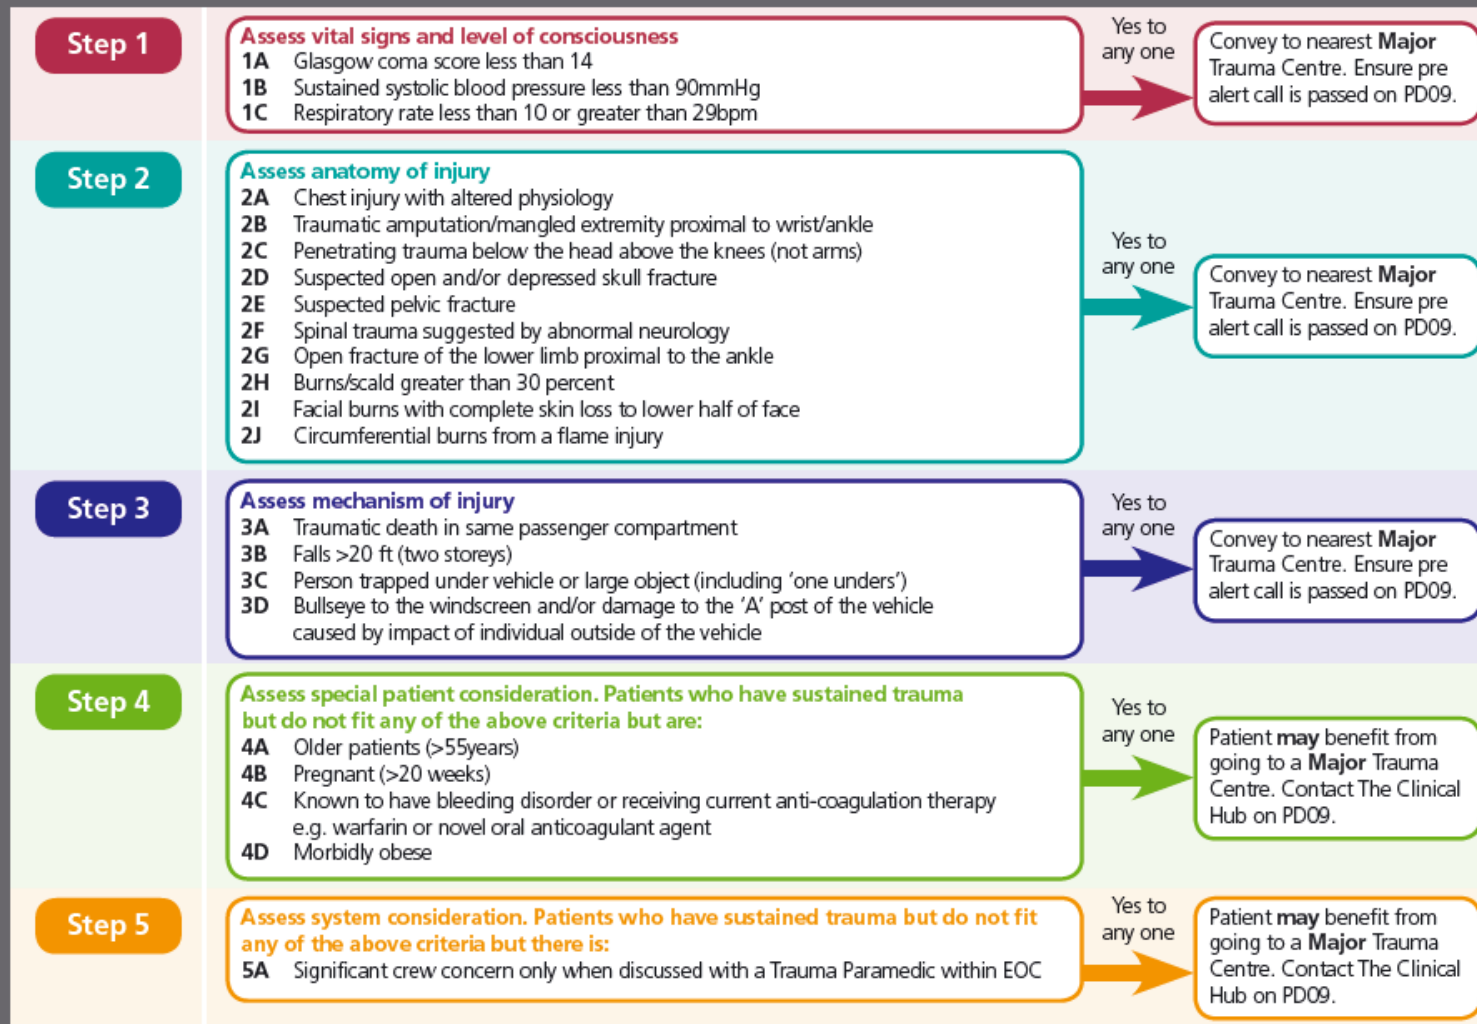 Step 1
Assess vital signs and level of consciousness
1A Glasgow coma score less than 14
1B Sustained systolic blood pressure less than 90mmHg
1C Respiratory rate less than 10 or greater than 29bpm
Yes to
any one
Convey to nearest Major
Trauma Centre. Ensure pre
alert call is passed on PD09.
Step 2
Assess anatomy of injury
2A Chest injury with altered physiology
2B Traumatic amputation/mangled extremity proximal to wrist/ankle
2C Penetrating trauma below the head above the knees (not arms)
2D Suspected open and/or depressed skull fracture
2E Suspected pelvic fracture
2F Spinal trauma suggested by abnormal neurology
2G Open fracture of the lower limb proximal to the ankle
2H Burns/scald greater than 30 percent
2I Facial burns with complete skin loss to lower half of face
2J Circumferential burns from a flame injury
Yes to
any one
Convey to nearest Major
Trauma Centre. Ensure pre
alert call is passed on PD09.
Step 3
Assess mechanism of injury
3A Traumatic death in same passenger compartment
3B Falls >20 ft (two storeys)
3C Person trapped under vehicle or large object (including ‘one unders’)
3D Bullseye to the windscreen and/or damage to the ‘A’ post of the vehicle
caused by impact of individual outside of the vehicle
Yes to
any one
Convey to nearest Major
Trauma Centre. Ensure pre
alert call is passed on PD09.
Step 4
Assess special patient consideration. Patients who have sustained trauma
but do not fit any of the above criteria but are:
4A Older patients (>55years)
4B Pregnant (>20 weeks)
4C Known to have bleeding disorder or receiving current anti-coagulation therapy
e.g. warfarin or novel oral anticoagulant agent
4D Morbidly obese
Yes to
any one
Patient may benefit from
going to a Major Trauma
Centre. Contact The Clinical
Hub on PD09.
Step 5
Assess system consideration. Patients who have sustained trauma but do not fit
any of the above criteria but there is:
5A Significant crew concern only when discussed with a Trauma Paramedic within EOC
Yes to
any one
Patient may benefit from
going to a Major Trauma
Centre. Contact The Clinical
Hub on PD09.